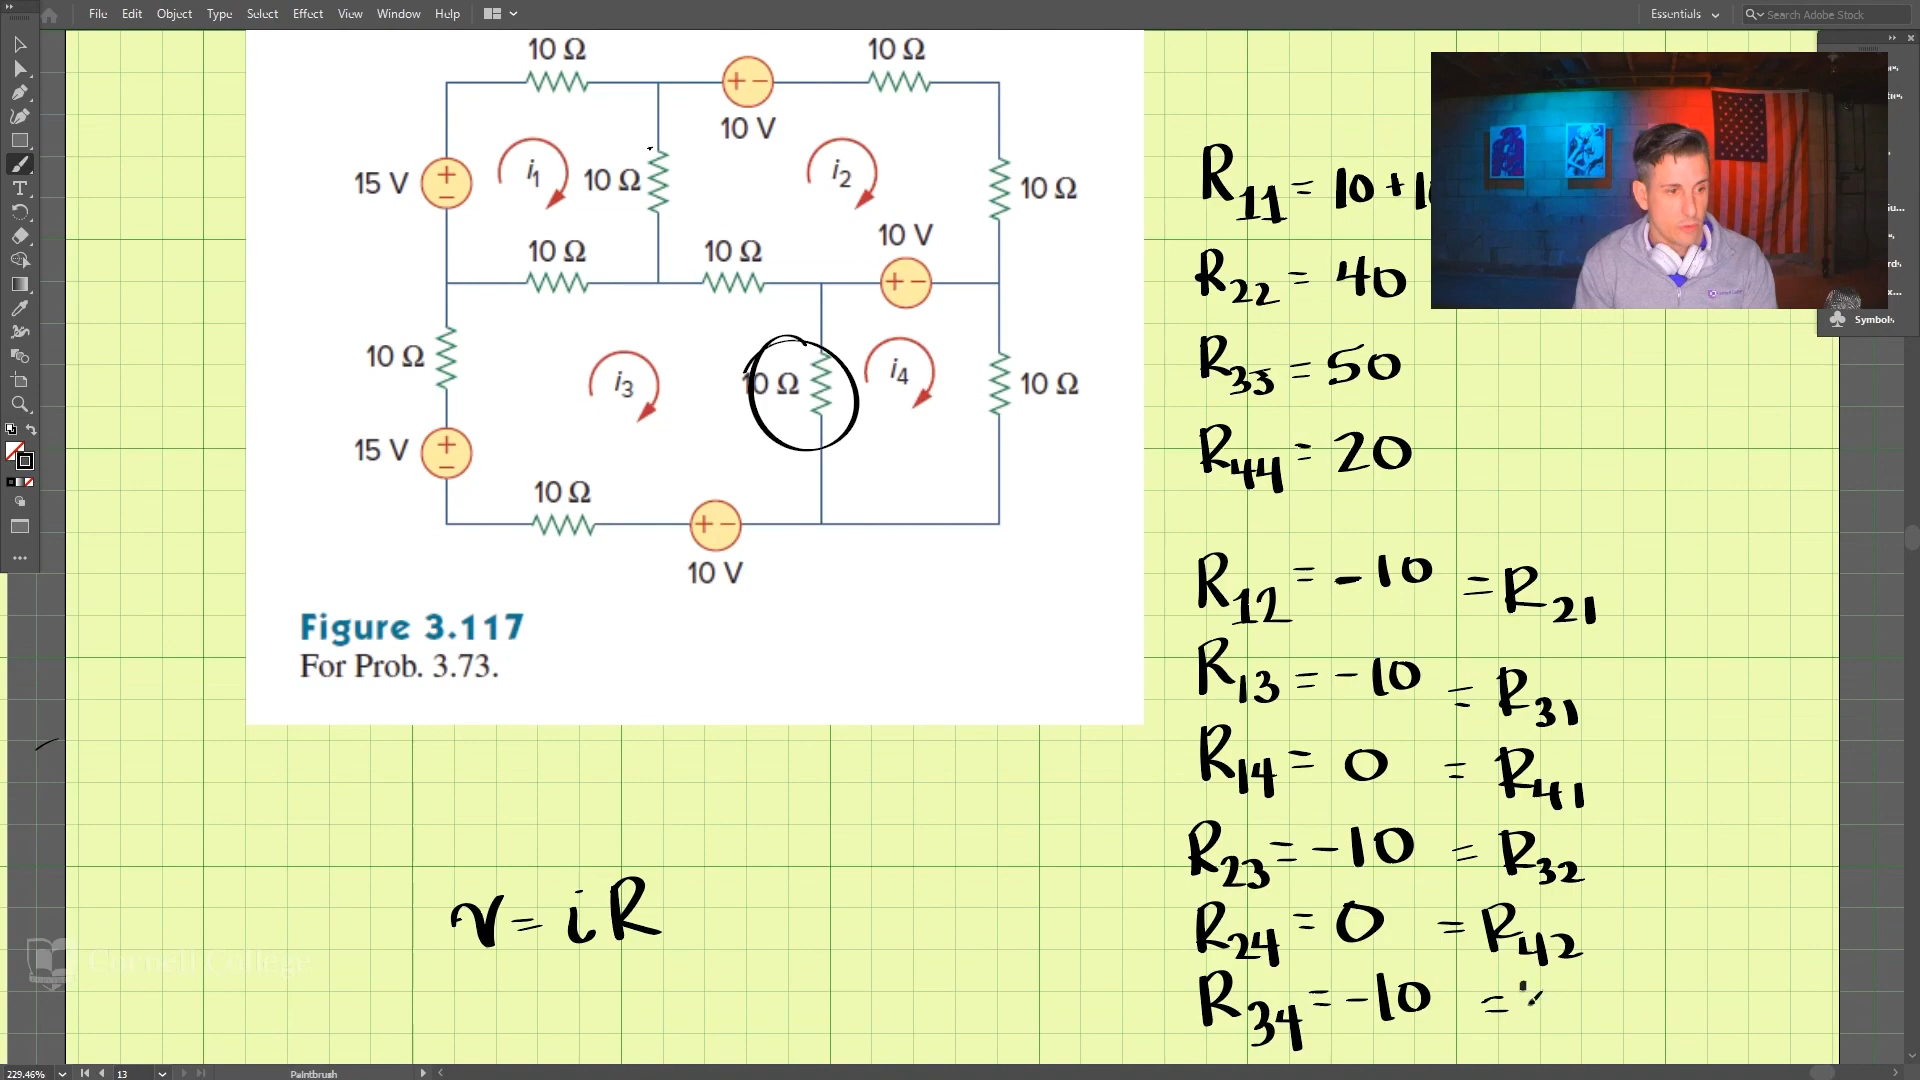 File Edit Object Type Select Effect View Window Help
Essentials
Search Adobe Stock
10 Ω
10 Ω
+ −
10 V
15 V
+
−
i1
10 Ω
i2
10 Ω
10 Ω
10 Ω
10 V
+ −
10 Ω
i3
10 Ω
i4
10 Ω
15 V
+
−
10 Ω
+ −
10 V
Figure 3.117
For Prob. 3.73.
v = iR
R11 = 10 + 1
R22 = 40
R33 = 50
R44 = 20
R12 = -10 = R21
R13 = -10 = R31
R14 = 0 = R41
R23 = -10 = R32
R24 = 0 = R42
R34 = -10 =
Symbols
Cornell College
229.46%
13
Paintbrush